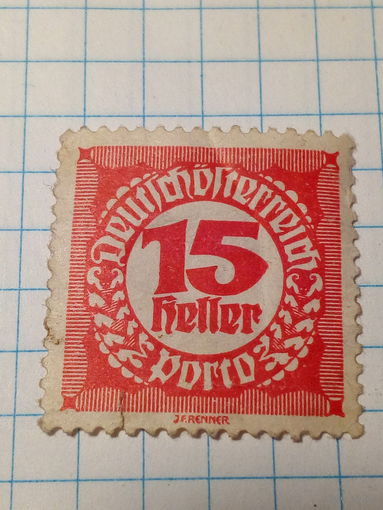 Deutschösterreich
15
Heller
Porto
J.F.RENNER